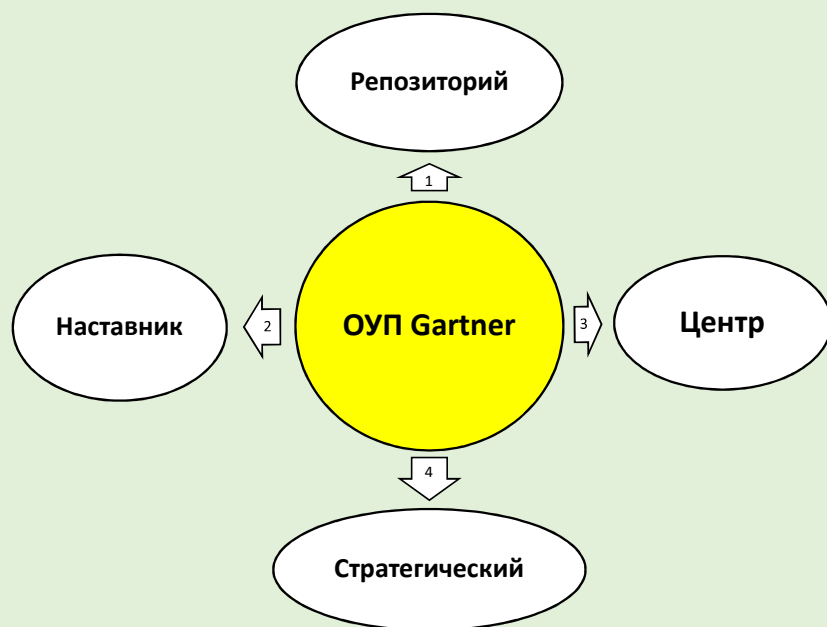 Репозиторий
1
Наставник
2
ОУП Gartner
3
Центр
4
Стратегический